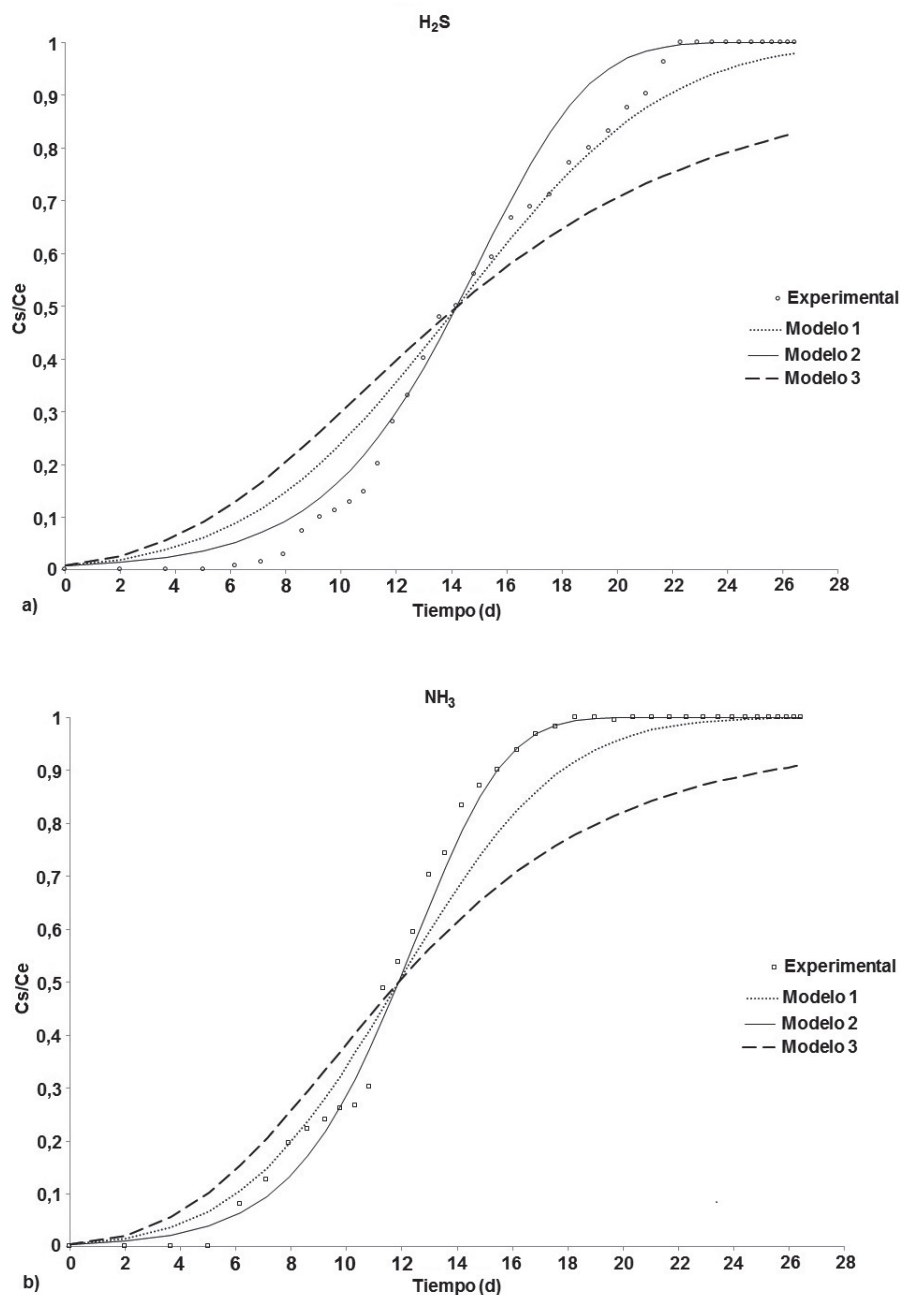 H₂S
1
0,9
0,8
0,7
0,6
0,5
0,4
0,3
0,2
0,1
0
Cs/Ce
0 2 4 6 8 10 12 14 16 18 20 22 24 26 28
Tiempo (d)
Experimental
Modelo 1
Modelo 2
Modelo 3
a)
NH₃
1
0,9
0,8
0,7
0,6
0,5
0,4
0,3
0,2
0,1
0
Cs/Ce
0 2 4 6 8 10 12 14 16 18 20 22 24 26 28
Tiempo (d)
Experimental
Modelo 1
Modelo 2
Modelo 3
b)